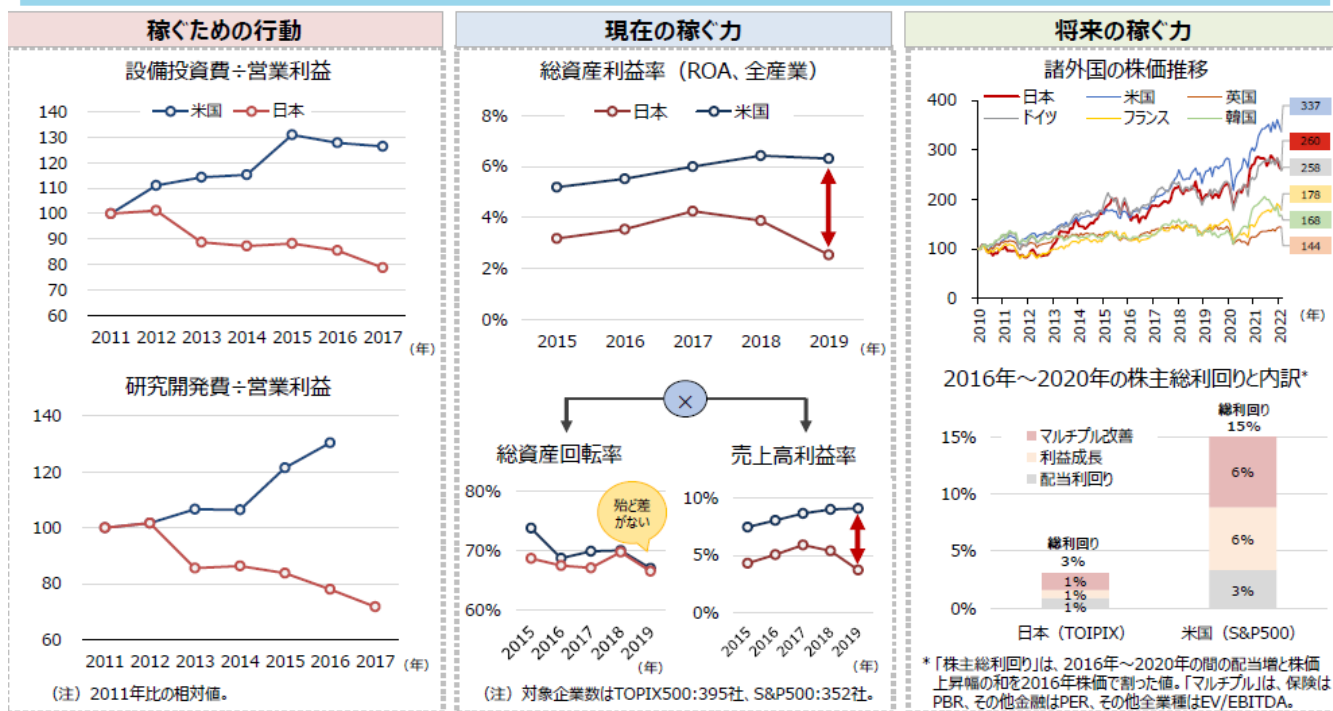 稼ぐための行動
設備投資費÷営業利益
米国 日本
140
130
120
110
100
90
80
70
60
2011 2012 2013 2014 2015 2016 2017 (年)
研究開発費÷営業利益
140
120
100
80
60
2011 2012 2013 2014 2015 2016 2017 (年)
(注) 2011年比の相対値。
現在の稼ぐ力
総資産利益率(ROA、全産業)
日本 米国
8%
6%
4%
2%
0%
2015 2016 2017 2018 2019
(年)
×
総資産回転率
80%
70%
60%
殆ど差
がない
2015 2016 2017 2018 2019
(年)
売上高利益率
10%
5%
0%
2015 2016 2017 2018 2019
(年)
(注) 対象企業数はTOPIX500:395社、S&P500:352社。
将来の稼ぐ力
諸外国の株価推移
日本 米国 英国
ドイツ フランス 韓国
400
300
200
100
0
337
260
258
178
168
144
2010 2011 2012 2013 2014 2015 2016 2017 2018 2019 2020 2021 2022 (年)
2016年~2020年の株主総利回りと内訳*
15%
10%
5%
0%
マルチプル改善
利益成長
配当利回り
総利回り
3%
1%
1%
1%
総利回り
15%
6%
6%
3%
日本(TOIPIX) 米国(S&P500)
*「株主総利回り」は、2016年~2020年の間の配当増と株価
上昇幅の和を2016年株価で割った値。「マルチプル」は、保険は
PBR、その他金融はPER、その他全業種はEV/EBITDA。